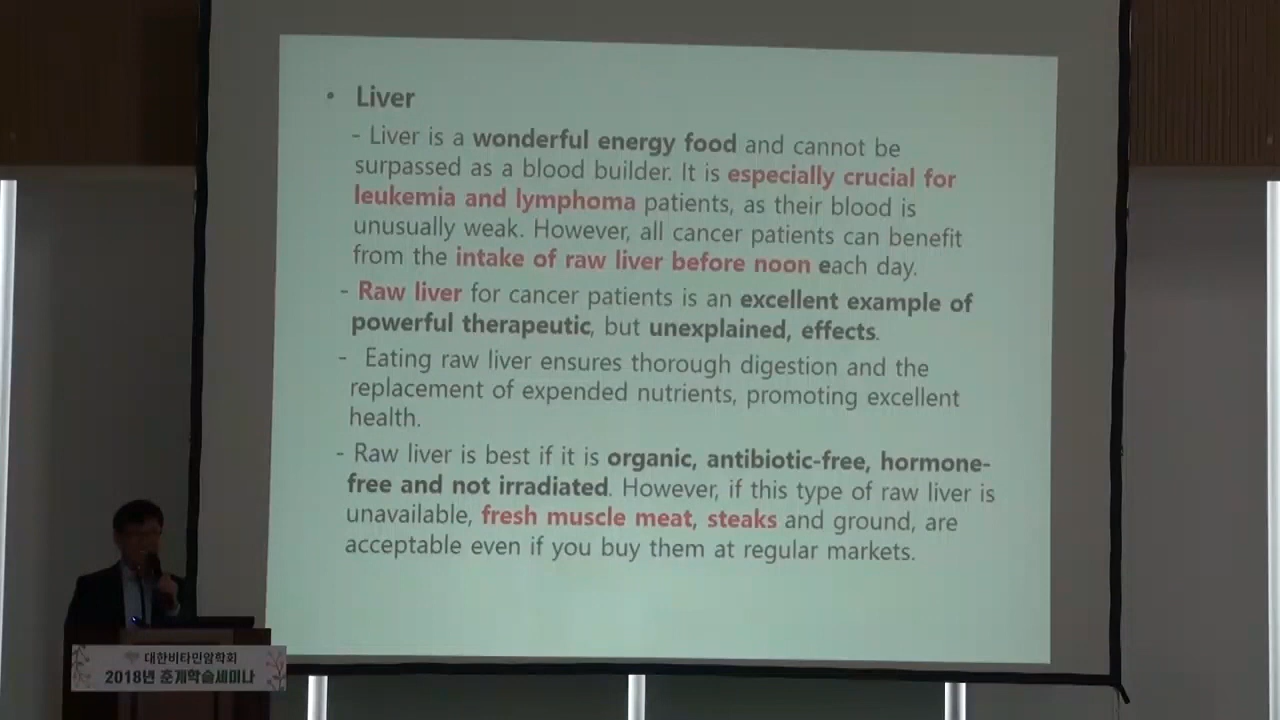 • Liver
- Liver is a wonderful energy food and cannot be
surpassed as a blood builder. It is especially crucial for
leukemia and lymphoma patients, as their blood is
unusually weak. However, all cancer patients can benefit
from the intake of raw liver before noon each day.
- Raw liver for cancer patients is an excellent example of
powerful therapeutic, but unexplained, effects.
- Eating raw liver ensures thorough digestion and the
replacement of expended nutrients, promoting excellent
health.
- Raw liver is best if it is organic, antibiotic-free, hormone-
free and not irradiated. However, if this type of raw liver is
unavailable, fresh muscle meat, steaks and ground, are
acceptable even if you buy them at regular markets.
대한비타민암학회
2018년 춘계학술세미나